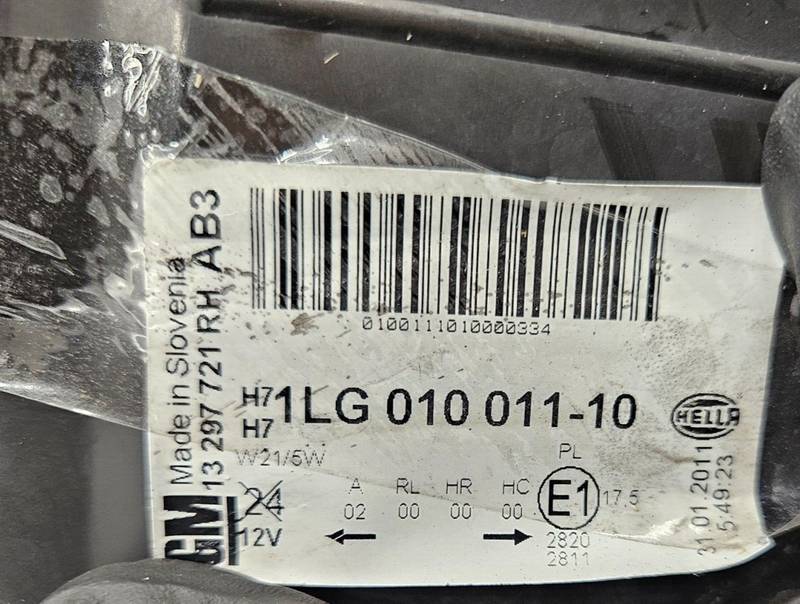 Made in Slovenia
13 297 721 RH AB3
GM
0100111010000334
H7 1LG 010 011-10
H7
HELLA
W21/5W
PL
24
12V
A RL HR HC
02 00 00 00
E1 17.5
2820
2811
31.01.2011
5:49:23